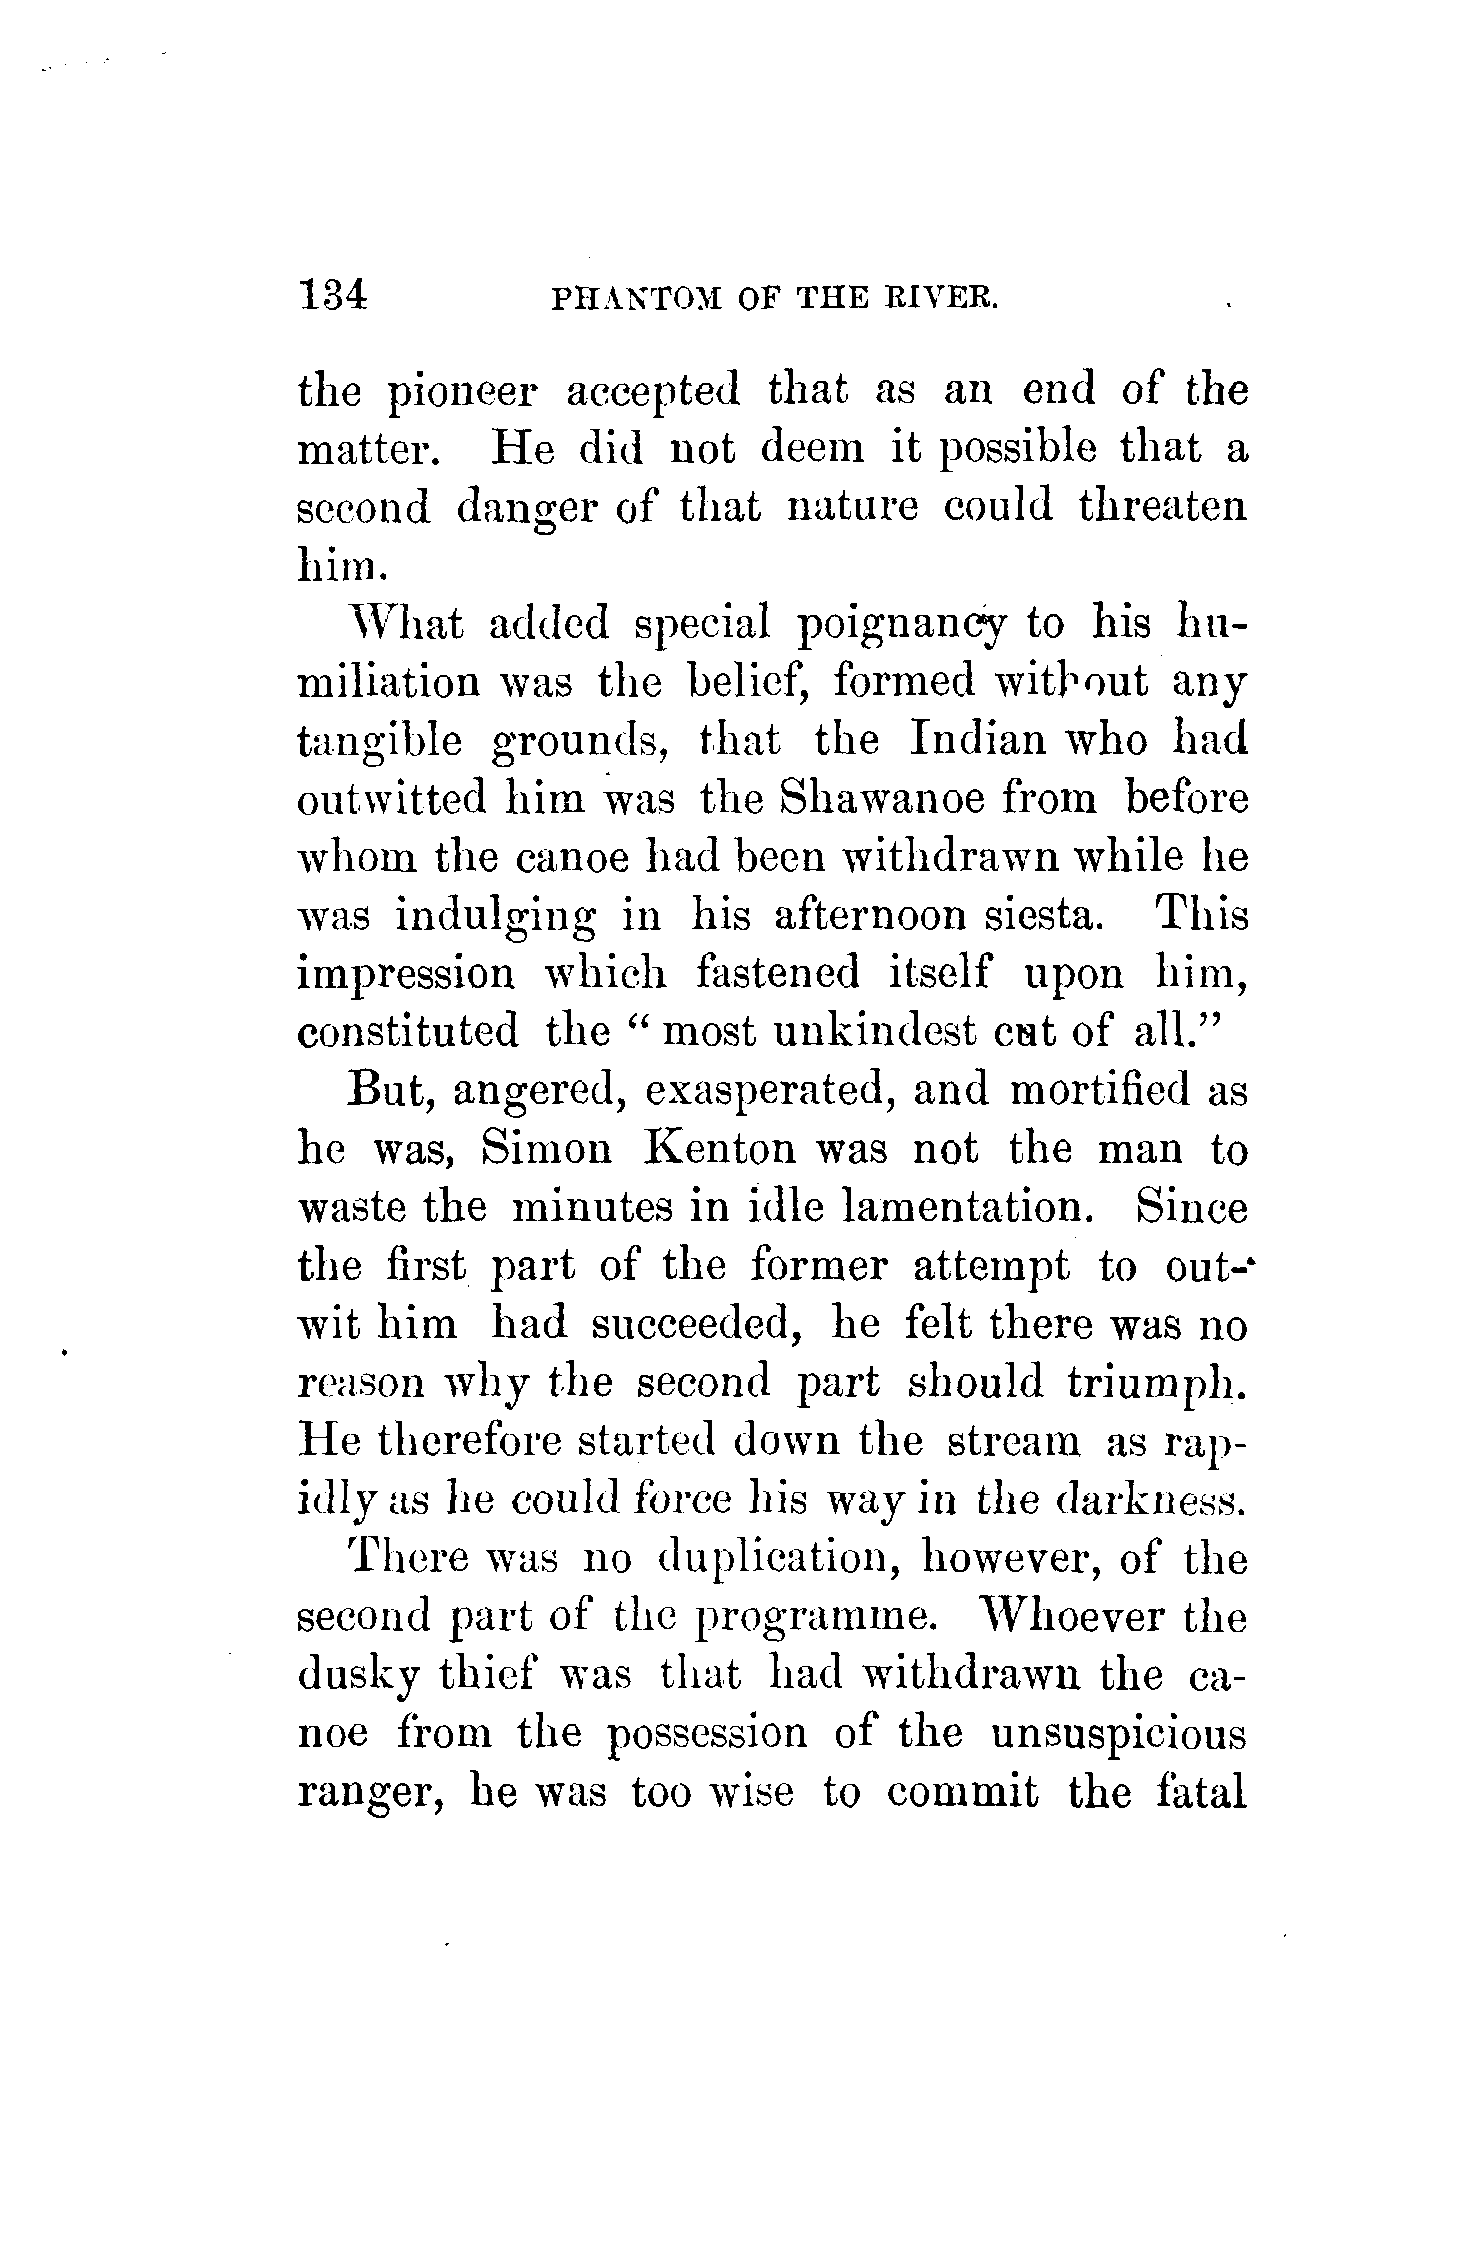 134 PHANTOM OF THE RIVER.
the pioneer accepted that as an end of the
matter. He did not deem it possible that a
second danger of that nature could threaten
him.
What added special poignancy to his hu-
miliation was the belief, formed without any
tangible grounds, that the Indian who had
outwitted him was the Shawanoe from before
whom the canoe had been withdrawn while he
was indulging in his afternoon siesta. This
impression which fastened itself upon him,
constituted the “ most unkindest cut of all.”
But, angered, exasperated, and mortified as
he was, Simon Kenton was not the man to
waste the minutes in idle lamentation. Since
the first part of the former attempt to out-
wit him had succeeded, he felt there was no
reason why the second part should triumph.
He therefore started down the stream as rap-
idly as he could force his way in the darkness.
There was no duplication, however, of the
second part of the programme. Whoever the
dusky thief was that had withdrawn the ca-
noe from the possession of the unsuspicious
ranger, he was too wise to commit the fatal